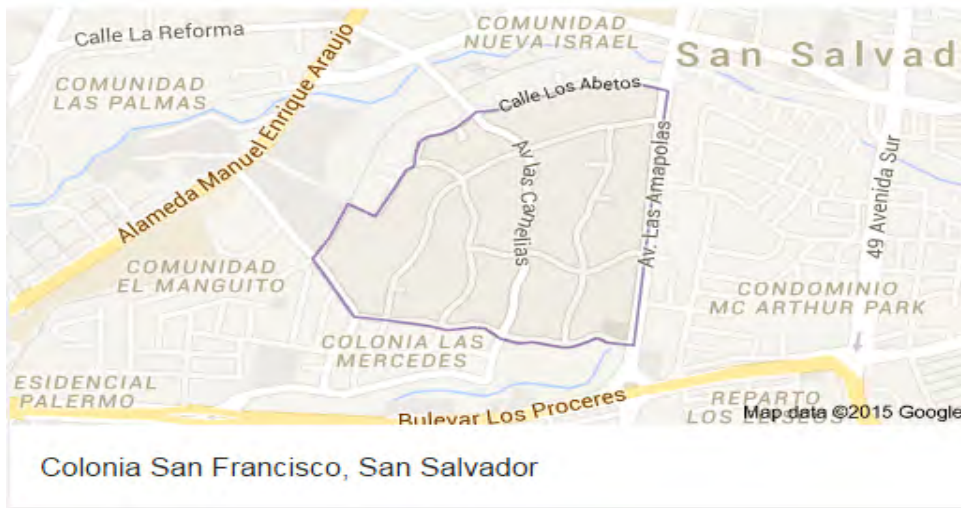 COMUNIDAD
NUEVA ISRAEL
Calle La Reforma
San Salvad
COMUNIDAD
LAS PALMAS
Calle Los Abetos
Alameda Manuel Enrique Araujo
Av las Camelias
Av. Las Amapolas
49 Avenida Sur
COMUNIDAD
EL MANGUITO
CONDOMINIO
MC ARTHUR PARK
COLONIA LAS
MERCEDES
ESIDENCIAL
PALERMO
Bulevar Los Proceres
REPARTO
LOS
Map data ©2015 Google
Colonia San Francisco, San Salvador